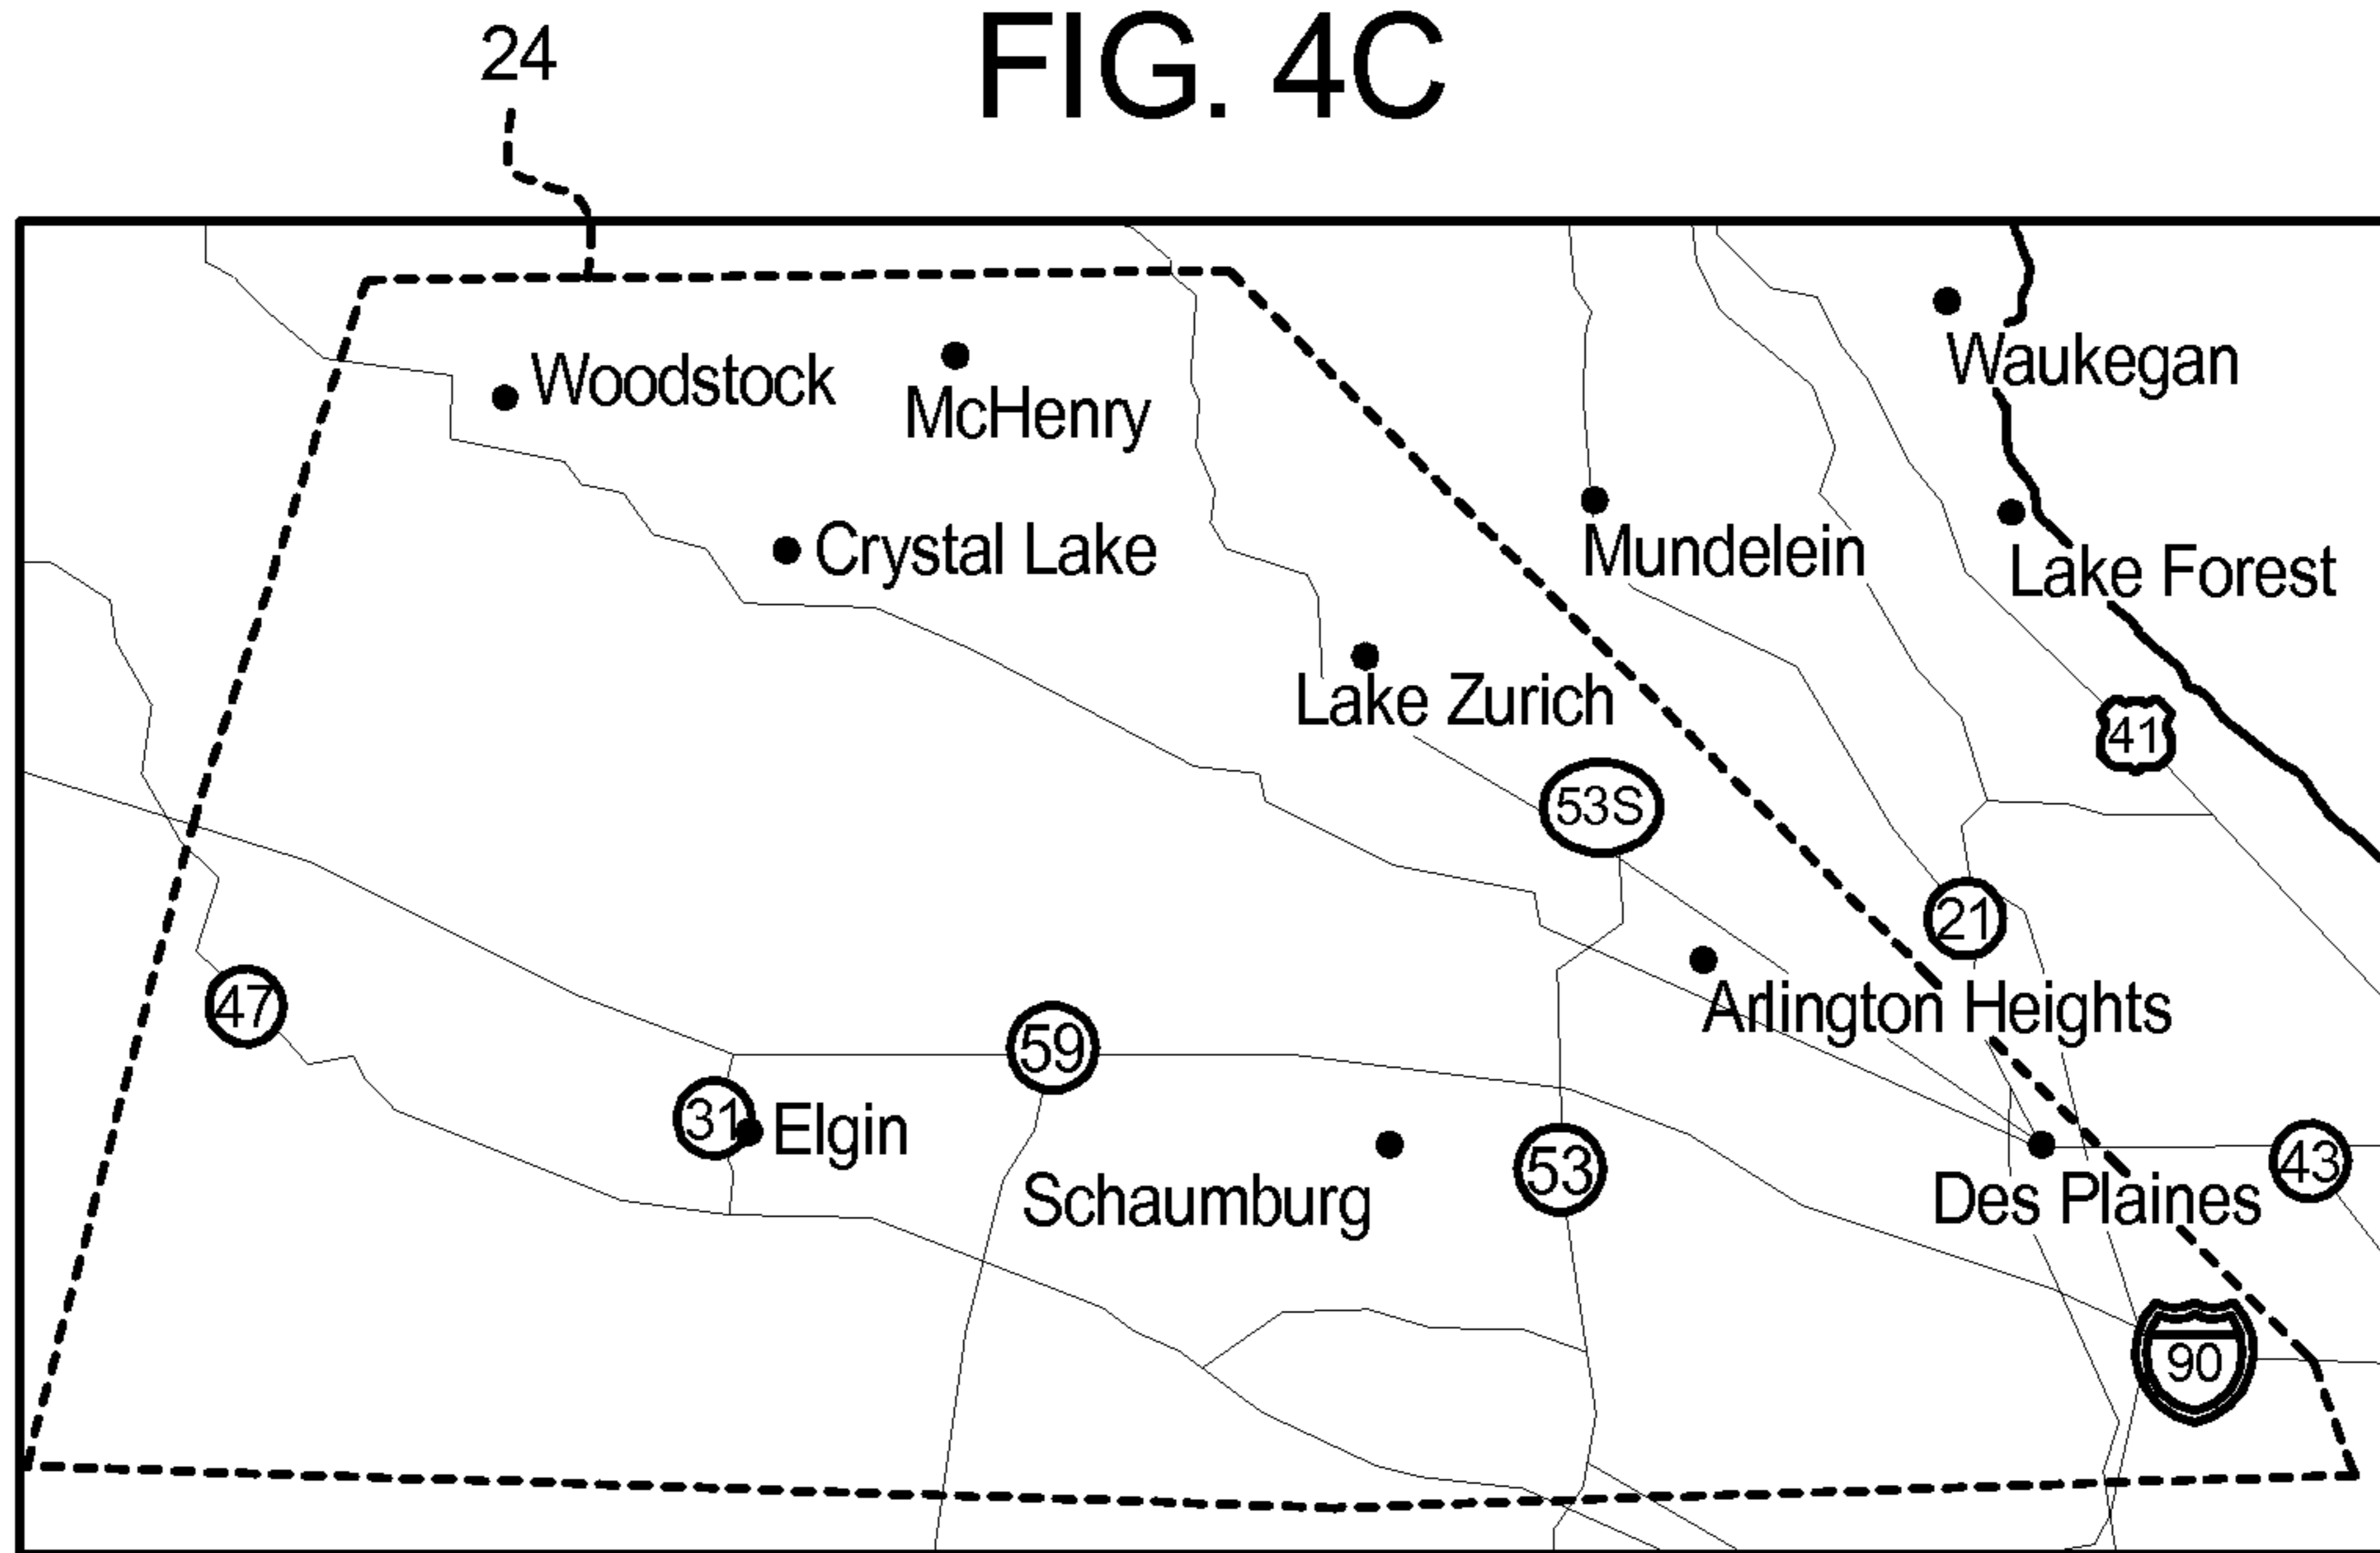 FIG. 4C
24
Waukegan
Woodstock
McHenry
Crystal Lake
Mundelein
Lake Forest
Lake Zurich
41
53S
21
47
Arlington Heights
59
31
Elgin
53
43
Schaumburg
Des Plaines
90